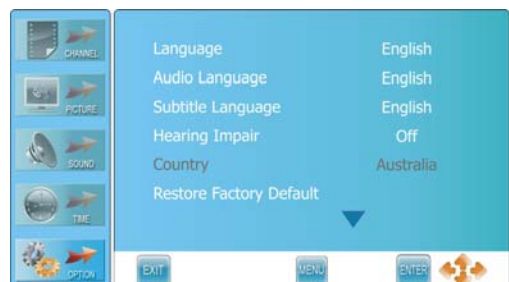 CHANNEL
PICTURE
SOUND
TIME
OPTION
Language English
Audio Language English
Subtitle Language English
Hearing Impair Off
Country Australia
Restore Factory Default
EXIT MENU ENTER